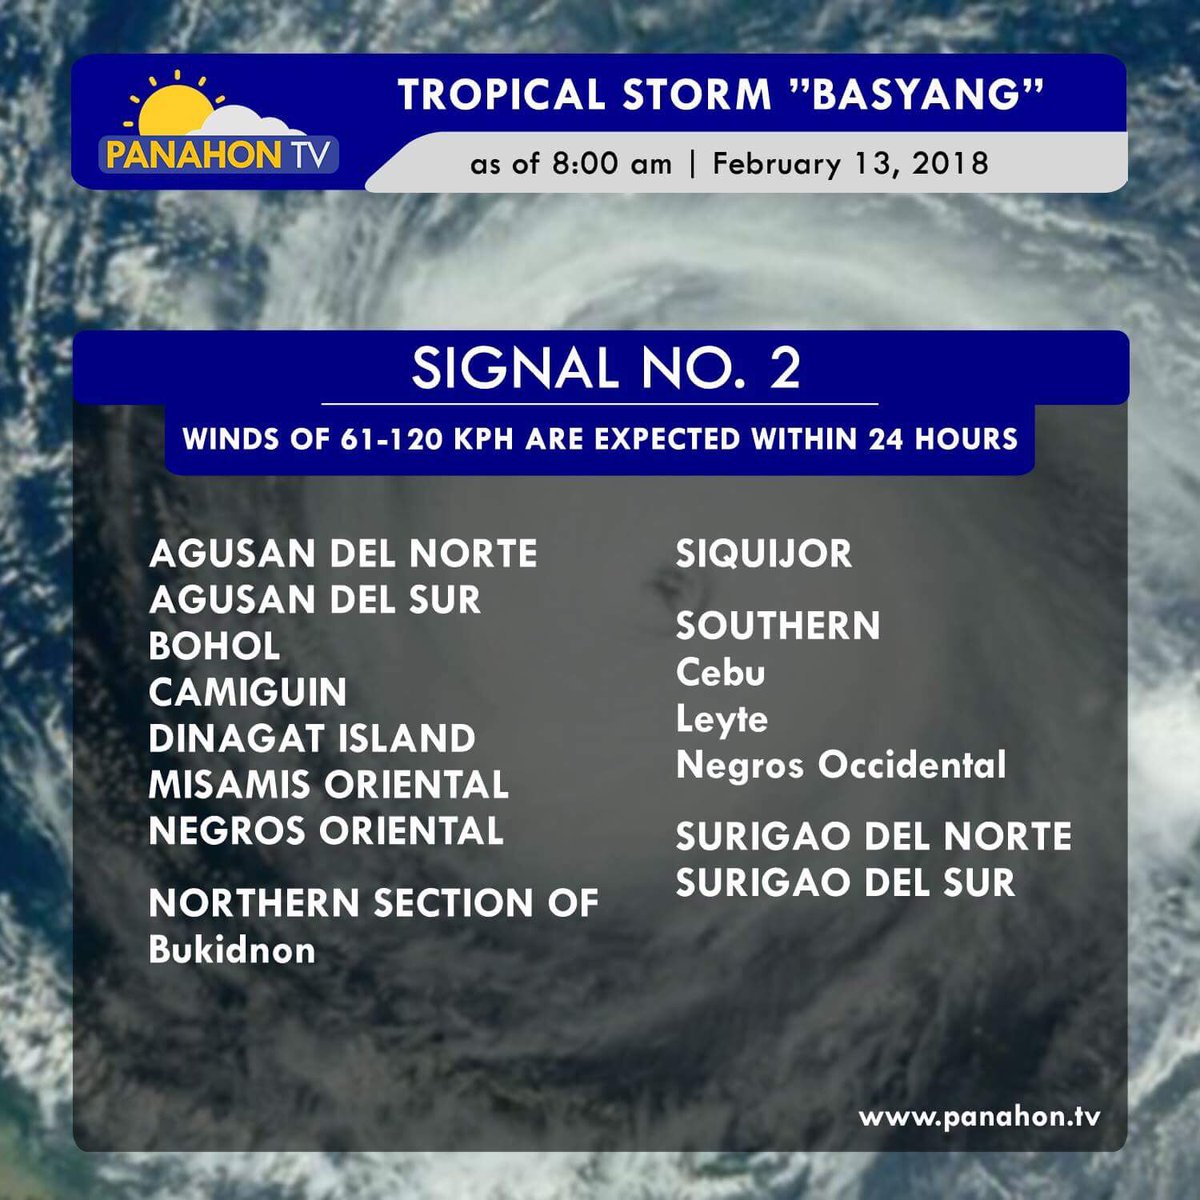 PANAHON TV
TROPICAL STORM ”BASYANG”
as of 8:00 am | February 13, 2018
SIGNAL NO. 2
WINDS OF 61-120 KPH ARE EXPECTED WITHIN 24 HOURS
AGUSAN DEL NORTE
AGUSAN DEL SUR
BOHOL
CAMIGUIN
DINAGAT ISLAND
MISAMIS ORIENTAL
NEGROS ORIENTAL
NORTHERN SECTION OF
Bukidnon
SIQUIJOR
SOUTHERN
Cebu
Leyte
Negros Occidental
SURIGAO DEL NORTE
SURIGAO DEL SUR
www.panahon.tv